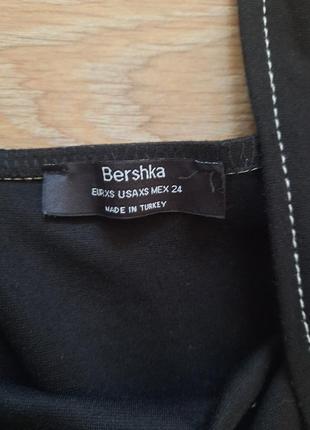 Bershka
EUR XS USA XS MEX 24
MADE IN TURKEY